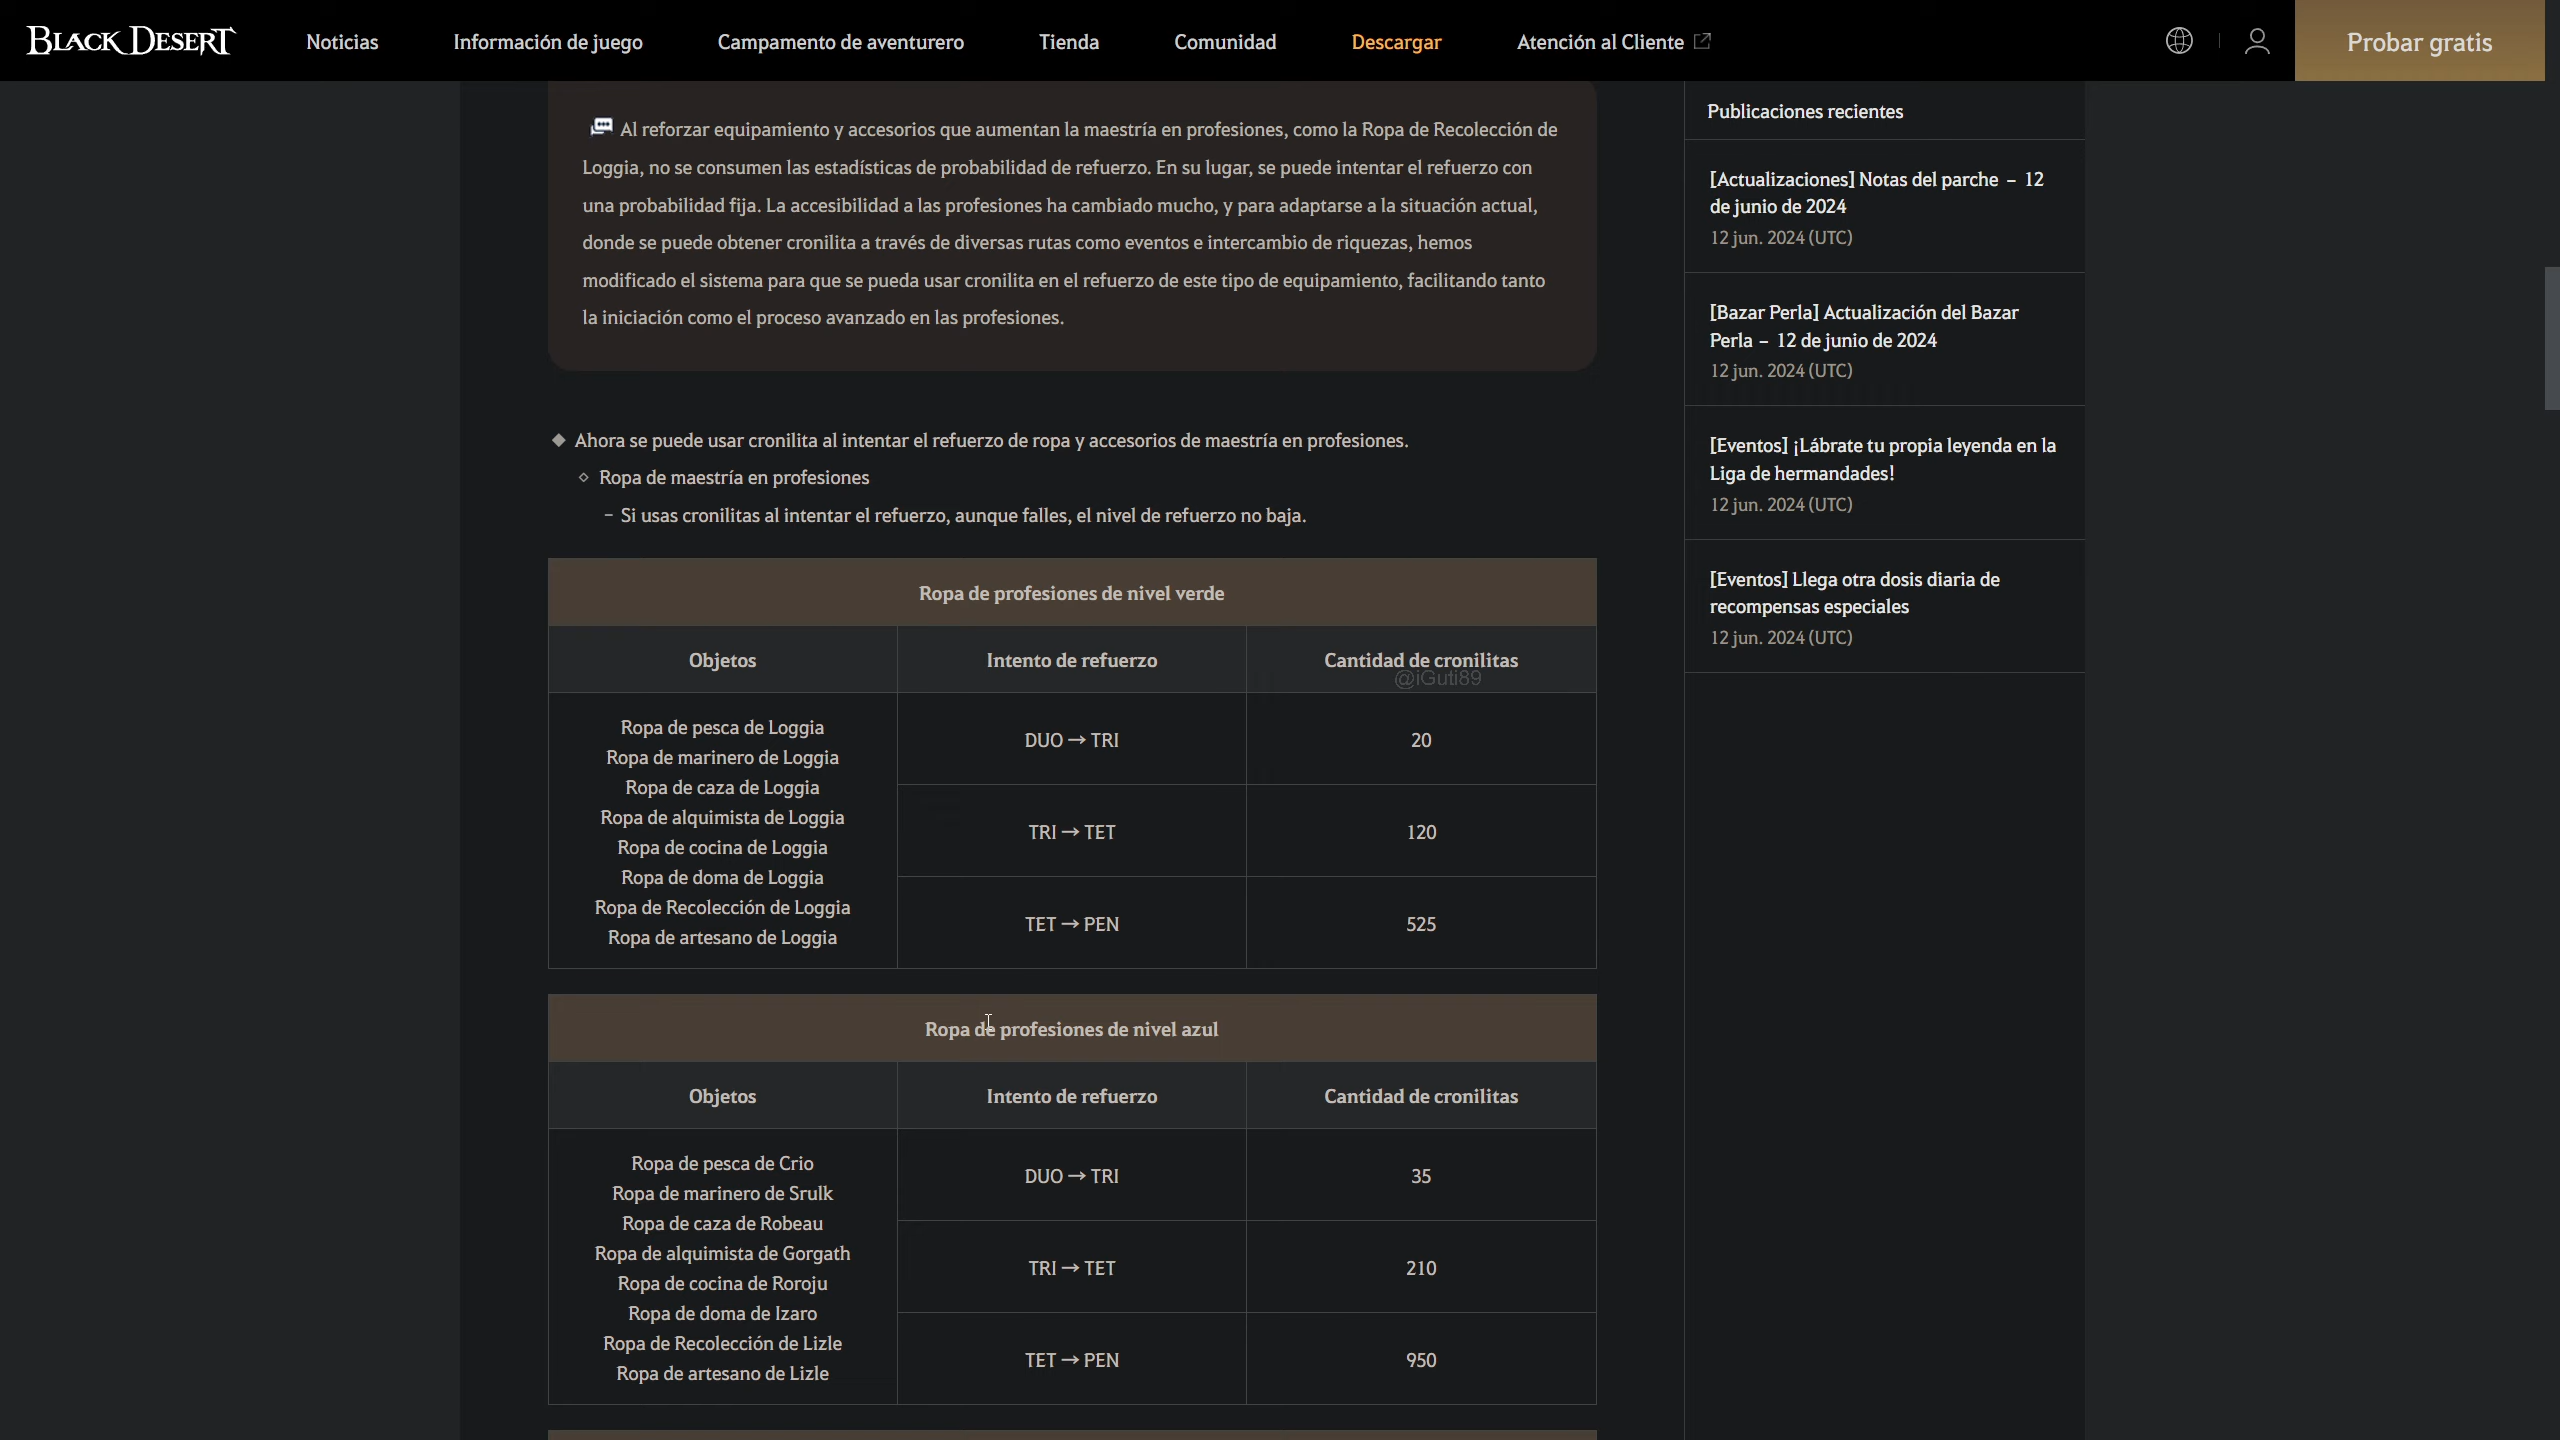 BLACK DESERT
Noticias
Información de juego
Campamento de aventurero
Tienda
Comunidad
Descargar
Atención al Cliente
Probar gratis
Al reforzar equipamiento y accesorios que aumentan la maestría en profesiones, como la Ropa de Recolección de
Loggia, no se consumen las estadísticas de probabilidad de refuerzo. En su lugar, se puede intentar el refuerzo con
una probabilidad fija. La accesibilidad a las profesiones ha cambiado mucho, y para adaptarse a la situación actual,
donde se puede obtener cronilita a través de diversas rutas como eventos e intercambio de riquezas, hemos
modificado el sistema para que se pueda usar cronilita en el refuerzo de este tipo de equipamiento, facilitando tanto
la iniciación como el proceso avanzado en las profesiones.
◆ Ahora se puede usar cronilita al intentar el refuerzo de ropa y accesorios de maestría en profesiones.
◇ Ropa de maestría en profesiones
- Si usas cronilitas al intentar el refuerzo, aunque falles, el nivel de refuerzo no baja.
Ropa de profesiones de nivel verde
Objetos
Intento de refuerzo
Cantidad de cronilitas
@iGuti89
Ropa de pesca de Loggia
Ropa de marinero de Loggia
Ropa de caza de Loggia
Ropa de alquimista de Loggia
Ropa de cocina de Loggia
Ropa de doma de Loggia
Ropa de Recolección de Loggia
Ropa de artesano de Loggia
DUO → TRI
20
TRI → TET
120
TET → PEN
525
Ropa de profesiones de nivel azul
Objetos
Intento de refuerzo
Cantidad de cronilitas
Ropa de pesca de Crio
Ropa de marinero de Srulk
Ropa de caza de Robeau
Ropa de alquimista de Gorgath
Ropa de cocina de Roroju
Ropa de doma de Izaro
Ropa de Recolección de Lizle
Ropa de artesano de Lizle
DUO → TRI
35
TRI → TET
210
TET → PEN
950
Publicaciones recientes
[Actualizaciones] Notas del parche – 12
de junio de 2024
12 jun. 2024 (UTC)
[Bazar Perla] Actualización del Bazar
Perla – 12 de junio de 2024
12 jun. 2024 (UTC)
[Eventos] ¡Lábrate tu propia leyenda en la
Liga de hermandades!
12 jun. 2024 (UTC)
[Eventos] Llega otra dosis diaria de
recompensas especiales
12 jun. 2024 (UTC)